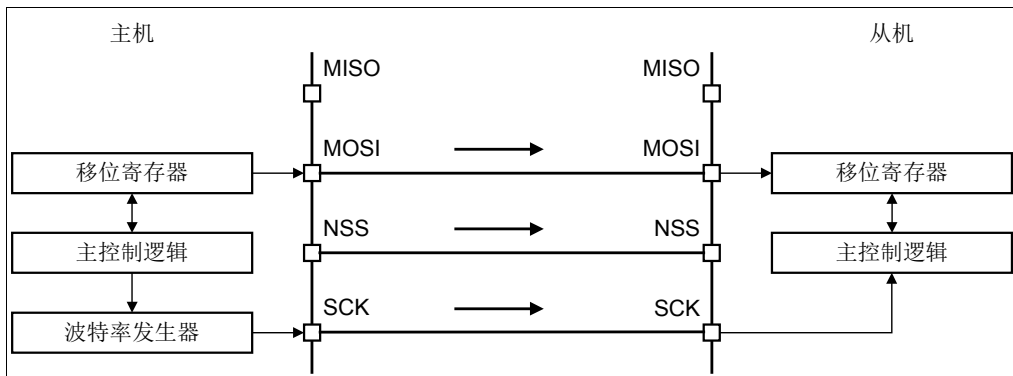 主机
从机
MISO
MISO
MOSI
MOSI
移位寄存器
移位寄存器
NSS
NSS
主控制逻辑
主控制逻辑
SCK
SCK
波特率发生器